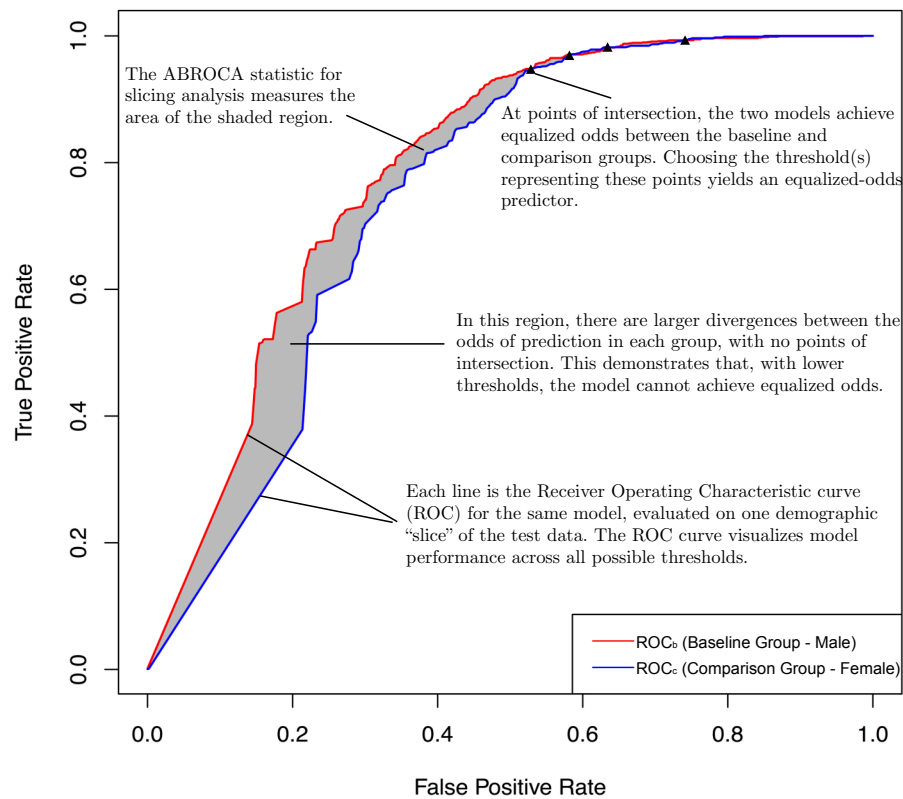 The ABROCA statistic for
slicing analysis measures the
area of the shaded region.
At points of intersection, the two models achieve
equalized odds between the baseline and
comparison groups. Choosing the threshold(s)
representing these points yields an equalized-odds
predictor.
In this region, there are larger divergences between the
odds of prediction in each group, with no points of
intersection. This demonstrates that, with lower
thresholds, the model cannot achieve equalized odds.
Each line is the Receiver Operating Characteristic curve
(ROC) for the same model, evaluated on one demographic
“slice” of the test data. The ROC curve visualizes model
performance across all possible thresholds.
ROCb (Baseline Group - Male)
ROCc (Comparison Group - Female)
True Positive Rate
1.0
0.8
0.6
0.4
0.2
0.0
0.0 0.2 0.4 0.6 0.8 1.0
False Positive Rate